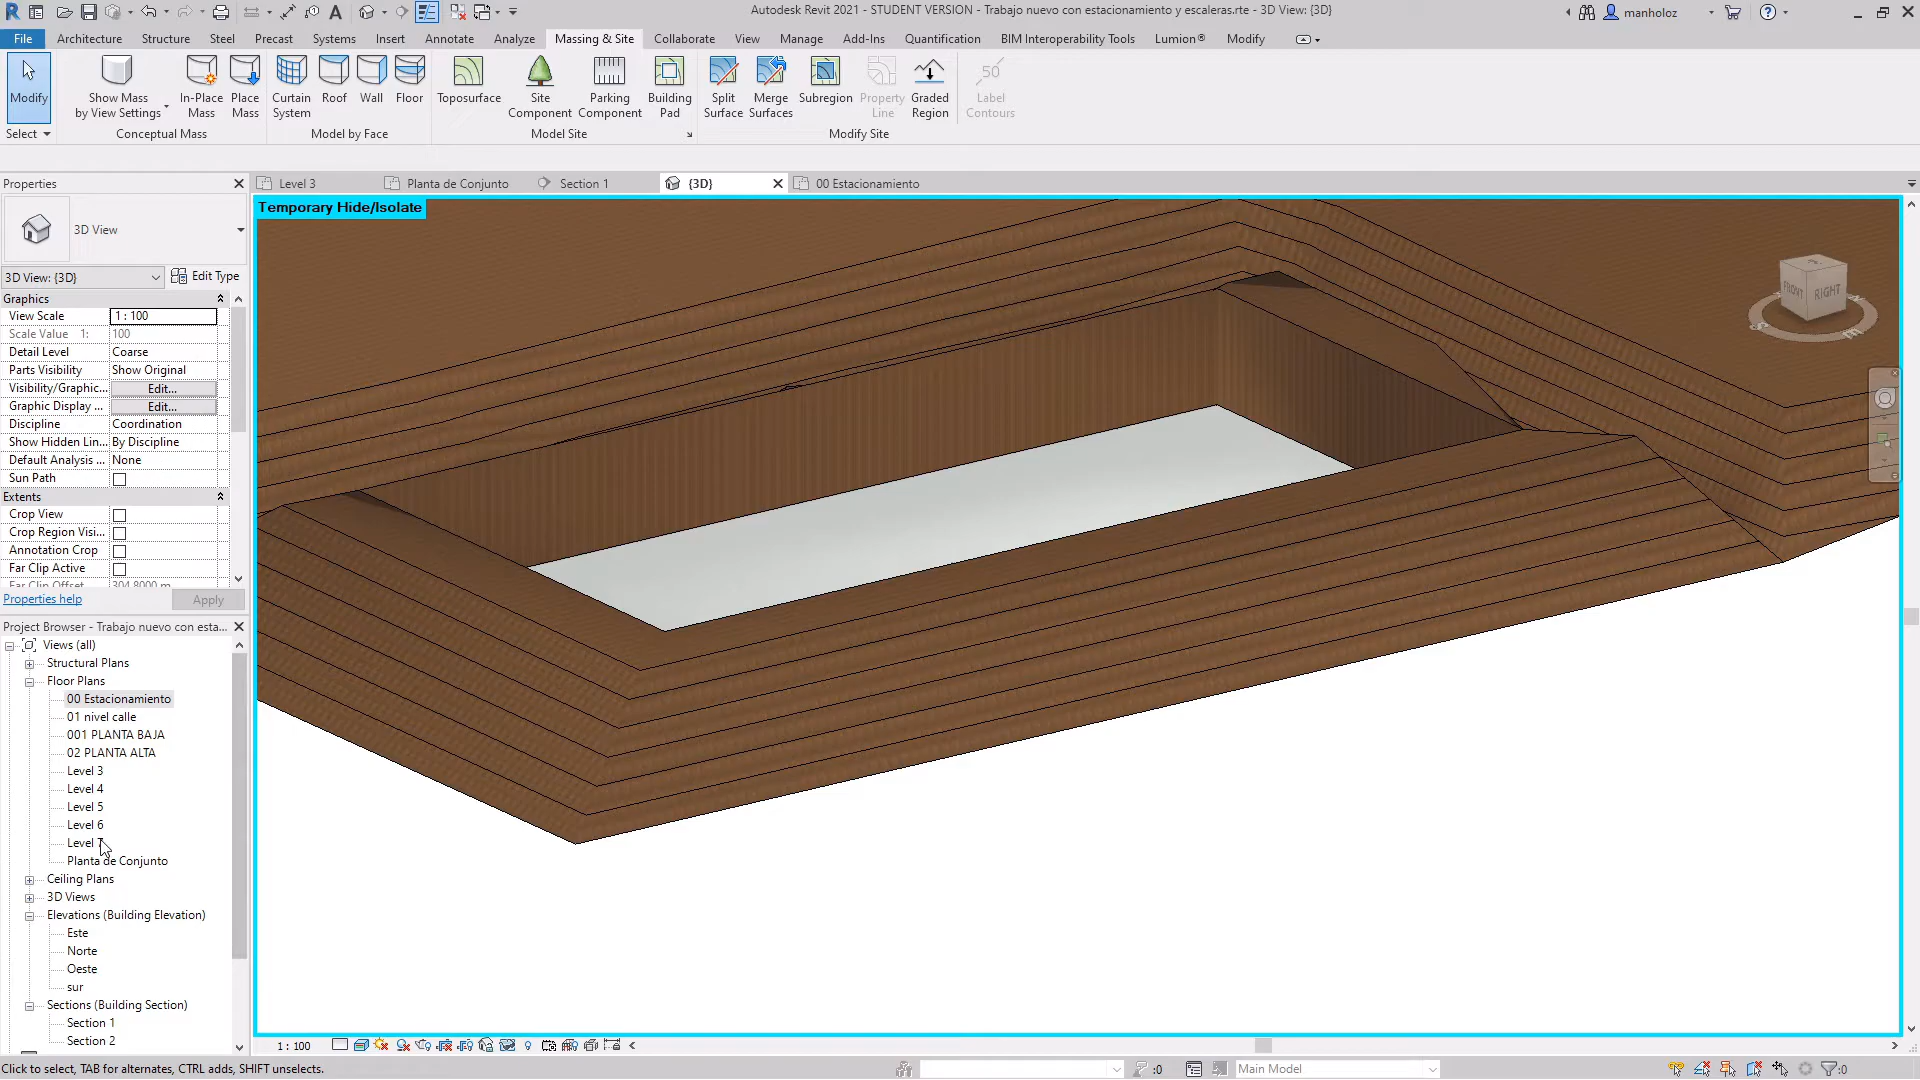 Autodesk Revit 2021 - STUDENT VERSION - Trabajo nuevo con estacionamiento y escaleras.rte - 3D View: {3D}
manholoz
File Architecture Structure Steel Precast Systems Insert Annotate Analyze Massing & Site Collaborate View Manage Add-Ins Quantification BIM Interoperability Tools Lumion® Modify
Modify
Show Mass by View Settings
In-Place Mass
Place Mass
Curtain System
Roof
Wall
Floor
Toposurface
Site Component
Parking Component
Building Pad
Split Surface
Merge Surfaces
Subregion
Property Line
Graded Region
50
Label Contours
Select
Conceptual Mass
Model by Face
Model Site
Modify Site
Properties
Level 3
Planta de Conjunto
Section 1
{3D}
00 Estacionamiento
3D View
3D View: {3D}
Edit Type
Graphics
View Scale 1 : 100
Scale Value 1: 100
Detail Level Coarse
Parts Visibility Show Original
Visibility/Graphic... Edit...
Graphic Display ... Edit...
Discipline Coordination
Show Hidden Lin... By Discipline
Default Analysis ... None
Sun Path
Extents
Crop View
Crop Region Visi...
Annotation Crop
Far Clip Active
Far Clip Offset 304.8000 m
Properties help
Apply
Temporary Hide/Isolate
FRONT
RIGHT
Project Browser - Trabajo nuevo con esta...
Views (all)
Structural Plans
Floor Plans
00 Estacionamiento
01 nivel calle
001 PLANTA BAJA
02 PLANTA ALTA
Level 3
Level 4
Level 5
Level 6
Level 7
Planta de Conjunto
Ceiling Plans
3D Views
Elevations (Building Elevation)
Este
Norte
Oeste
sur
Sections (Building Section)
Section 1
Section 2
1 : 100
Click to select, TAB for alternates, CTRL adds, SHIFT unselects.
:0
Main Model
:0